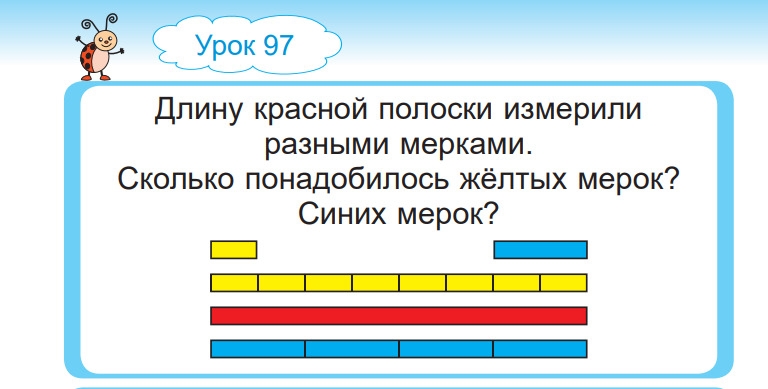 Урок 97
Длину красной полоски измерили
разными мерками.
Сколько понадобилось жёлтых мерок?
Синих мерок?